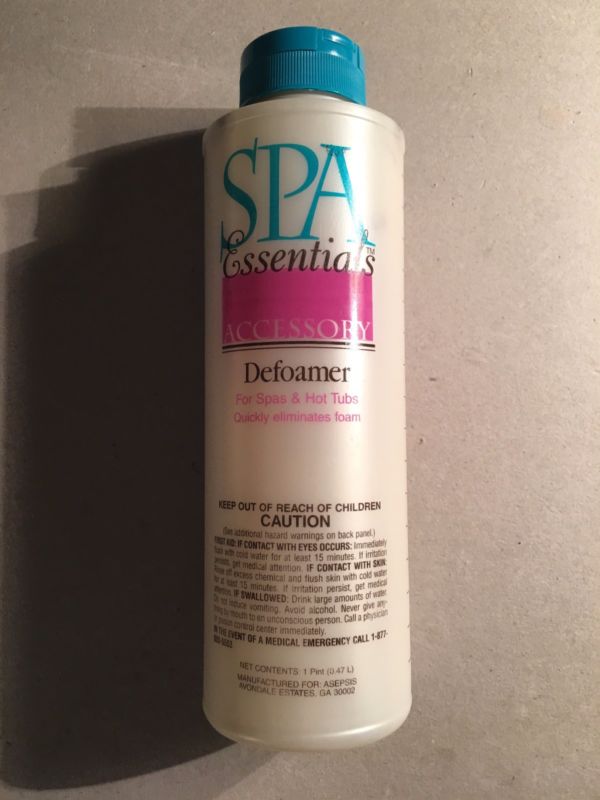 SPA
Essentials™
ACCESSORY
Defoamer
For Spas & Hot Tubs
Quickly eliminates foam
KEEP OUT OF REACH OF CHILDREN
CAUTION
(See additional hazard warnings on back panel.)
FIRST AID: IF CONTACT WITH EYES OCCURS: Immediately
flush with cold water for at least 15 minutes. If irritation
persists, get medical attention. IF CONTACT WITH SKIN:
Rinse off excess chemical and flush skin with cold water
for at least 15 minutes. If irritation persist, get medical
attention. IF SWALLOWED: Drink large amounts of water.
Do not induce vomiting. Avoid alcohol. Never give any-
thing by mouth to an unconscious person. Call a physician
or poison control center immediately.
IN THE EVENT OF A MEDICAL EMERGENCY CALL 1-877-
NET CONTENTS: 1 Pint (0.47 L)
MANUFACTURED FOR: ASEPSIS
AVONDALE ESTATES, GA 30002